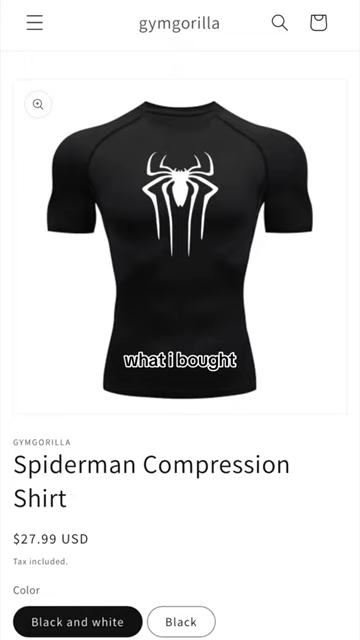 gymgorilla
what i bought
GYMGORILLA
Spiderman Compression
Shirt
$27.99 USD
Tax included.
Color
Black and white
Black